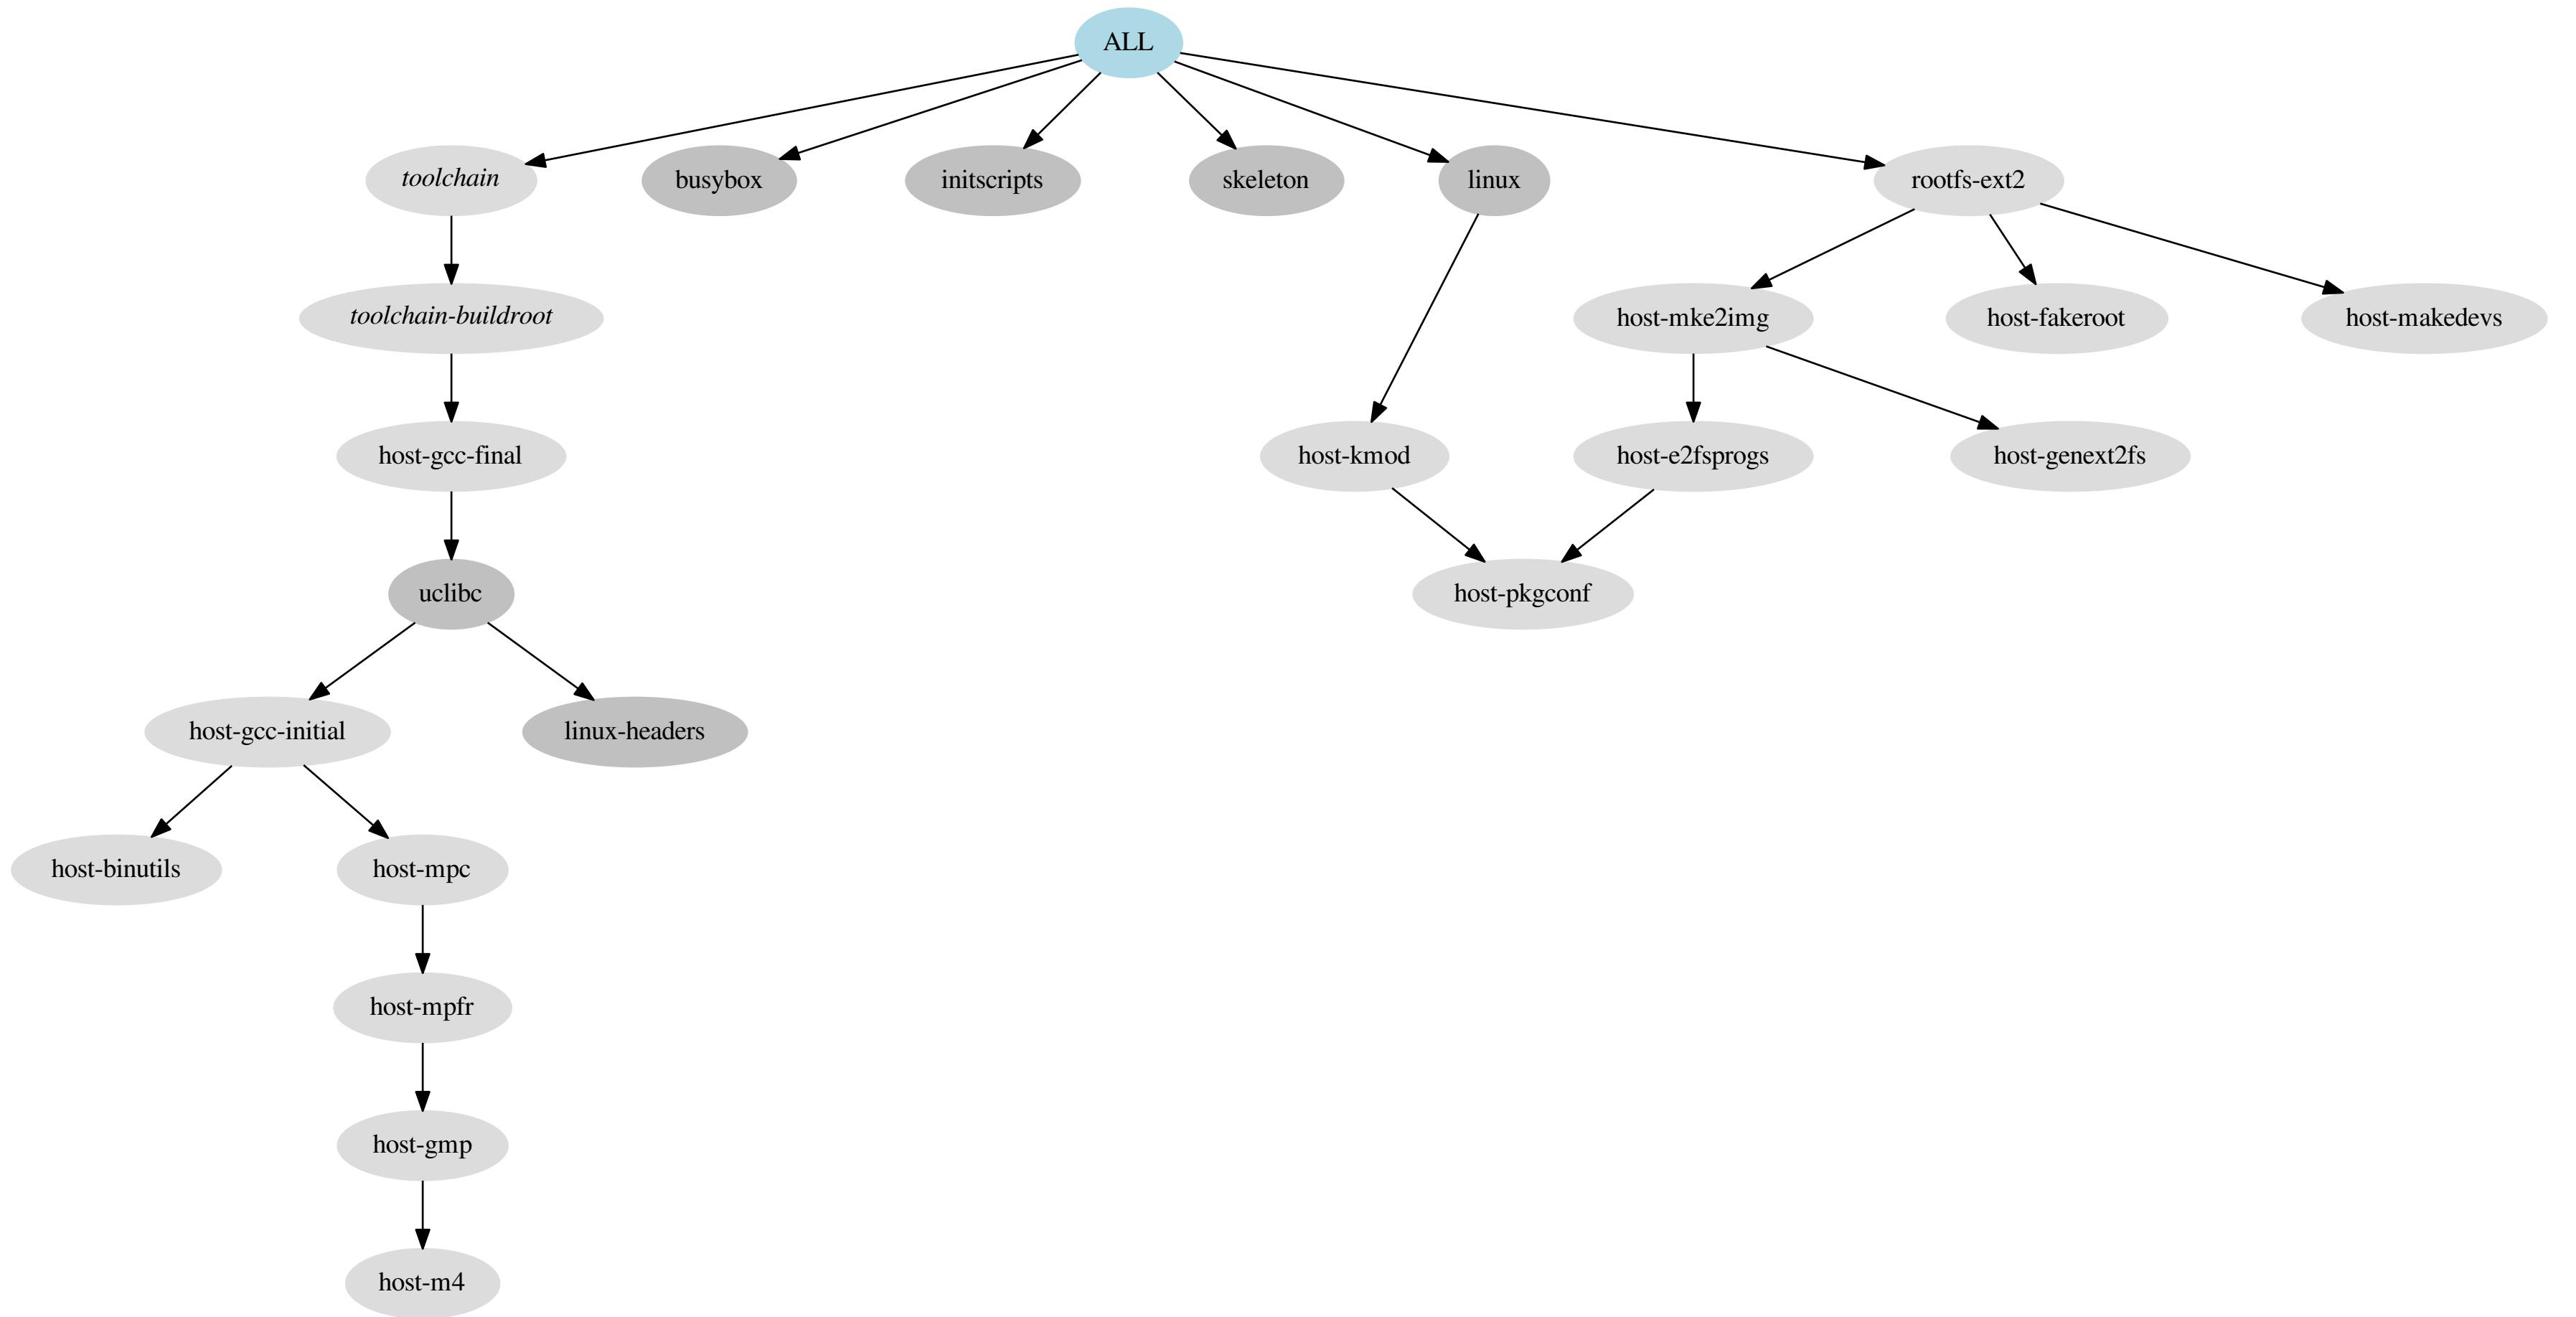 ALL
toolchain
busybox
initscripts
skeleton
linux
rootfs-ext2
toolchain-buildroot
host-mke2img
host-fakeroot
host-makedevs
host-gcc-final
host-kmod
host-e2fsprogs
host-genext2fs
uclibc
host-pkgconf
host-gcc-initial
linux-headers
host-binutils
host-mpc
host-mpfr
host-gmp
host-m4